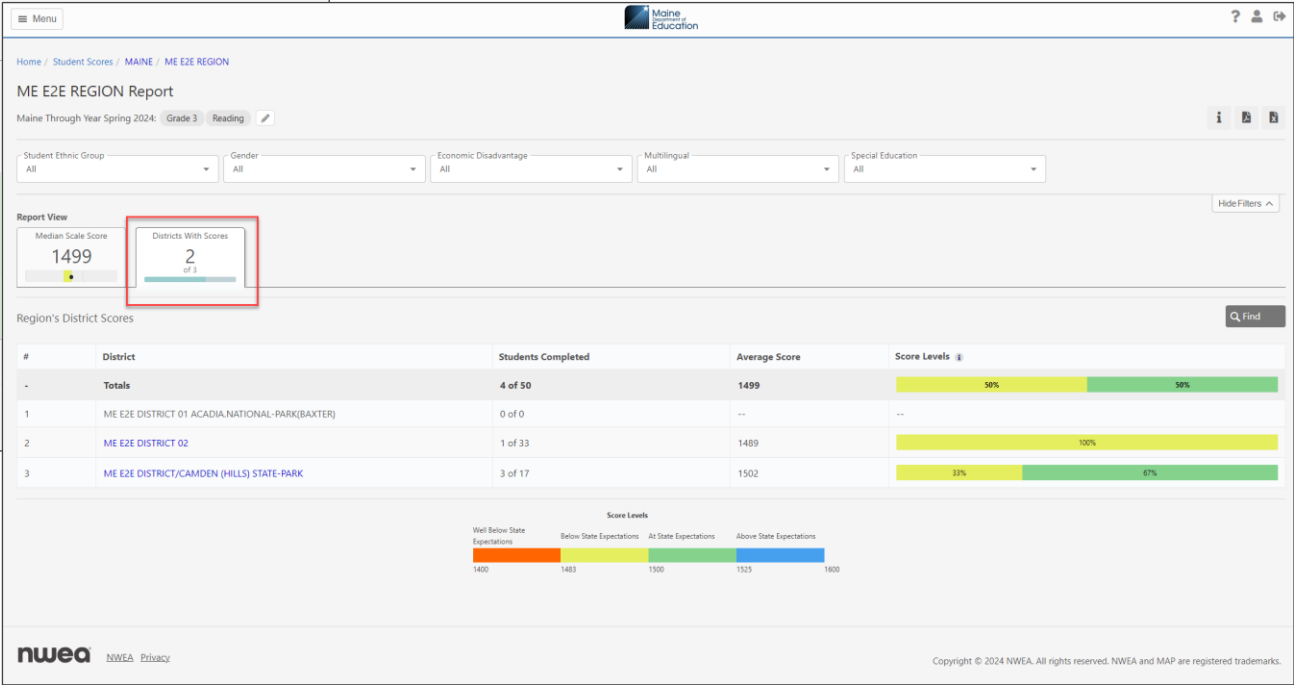 Menu
Maine
Department of
Education
Home / Student Scores / MAINE / ME E2E REGION
ME E2E REGION Report
Maine Through Year Spring 2024: Grade 3 Reading
Student Ethnic Group Gender Economic Disadvantage Multilingual Special Education
All All All All All
Hide Filters
Report View
Median Scale Score Districts With Scores
1499 2
of 3
Region's District Scores Find
# District Students Completed Average Score Score Levels
- Totals 4 of 50 1499 50% 50%
1 ME E2E DISTRICT 01 ACADIA.NATIONAL-PARK(BAXTER) 0 of 0 -- --
2 ME E2E DISTRICT 02 1 of 33 1489 100%
3 ME E2E DISTRICT/CAMDEN (HILLS) STATE-PARK 3 of 17 1502 33% 67%
Score Levels
Well Below State
Expectations Below State Expectations At State Expectations Above State Expectations
1400 1483 1500 1525 1600
nwea NWEA Privacy Copyright © 2024 NWEA. All rights reserved. NWEA and MAP are registered trademarks.